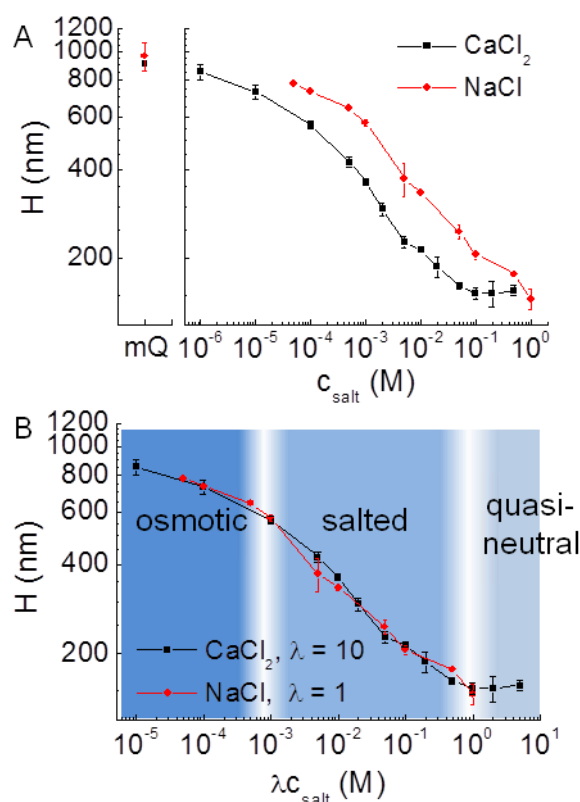 A
1200
1000
800
600
400
200
H (nm)
CaCl₂
NaCl
mQ
10⁻⁶ 10⁻⁵ 10⁻⁴ 10⁻³ 10⁻² 10⁻¹ 10⁰
c_salt (M)
B
1200
1000
800
600
400
200
H (nm)
osmotic salted quasi-
neutral
CaCl₂, λ = 10
NaCl, λ = 1
10⁻⁵ 10⁻⁴ 10⁻³ 10⁻² 10⁻¹ 10⁰ 10¹
λc_salt (M)